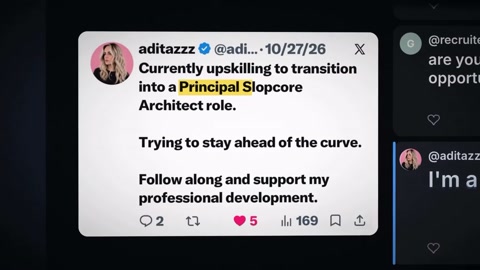 aditazzz @adi... · 10/27/26
Currently upskilling to transition
into a Principal Slopcore
Architect role.
Trying to stay ahead of the curve.
Follow along and support my
professional development.
2 5 169
G
@recruite
are you
opportu
@aditazz
I'm a